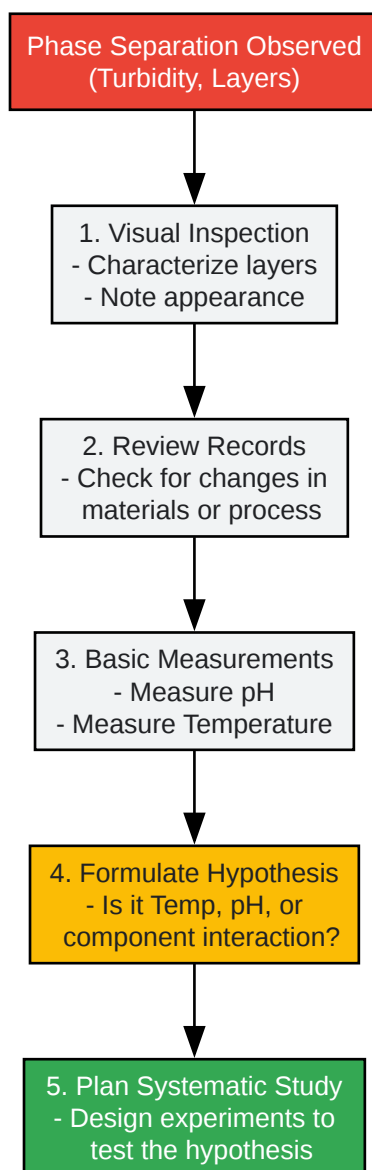 Phase Separation Observed
(Turbidity, Layers)
1. Visual Inspection
- Characterize layers
- Note appearance
2. Review Records
- Check for changes in
materials or process
3. Basic Measurements
- Measure pH
- Measure Temperature
4. Formulate Hypothesis
- Is it Temp, pH, or
component interaction?
5. Plan Systematic Study
- Design experiments to
test the hypothesis